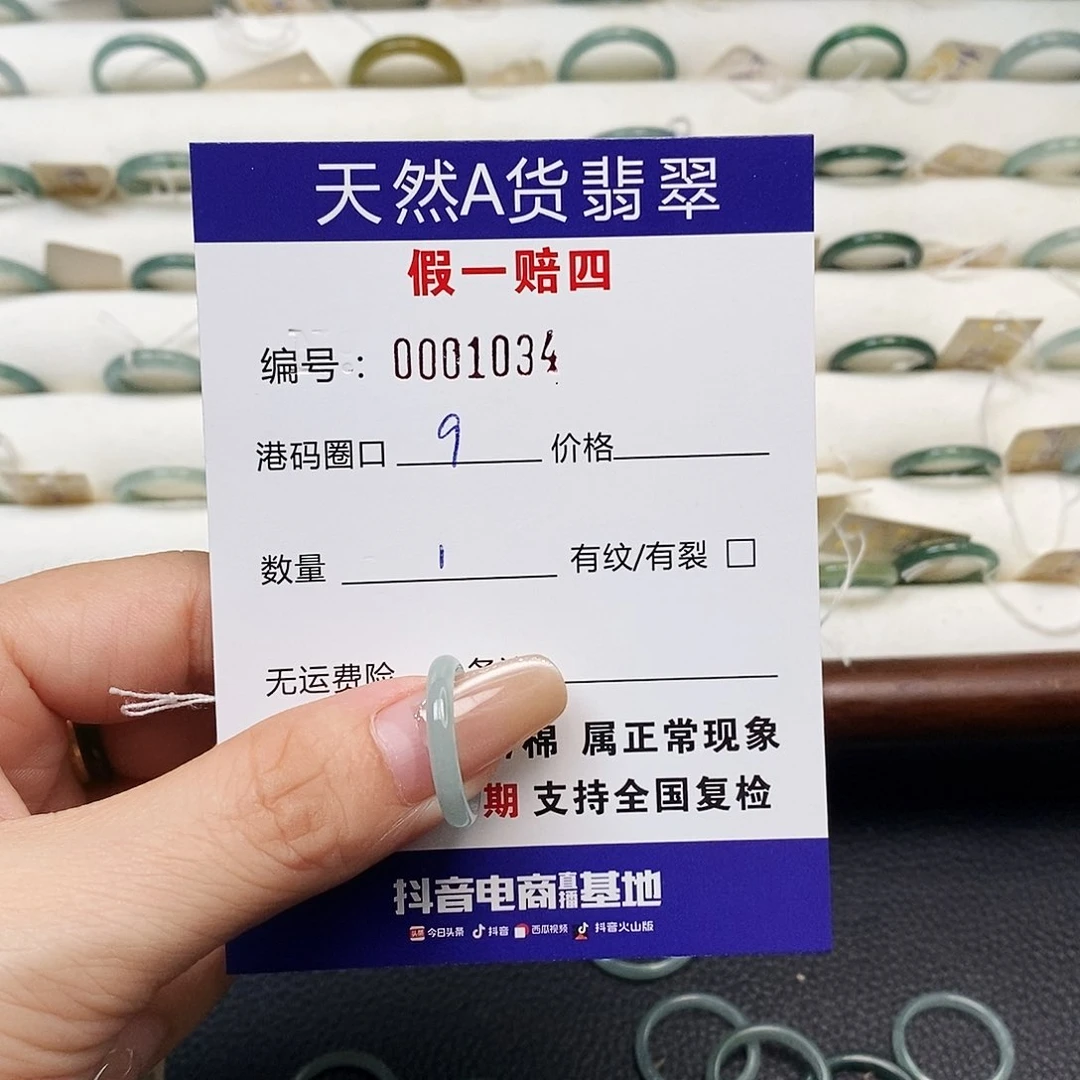 天然A货翡翠
假一赔四
编号： 0001034
港码圈口 9 价格
数量 1 有纹/有裂 □
无运费险
棉 属正常现象
期 支持全国复检
抖音电商直播基地
头条 今日头条 抖音 西瓜视频 抖音火山版